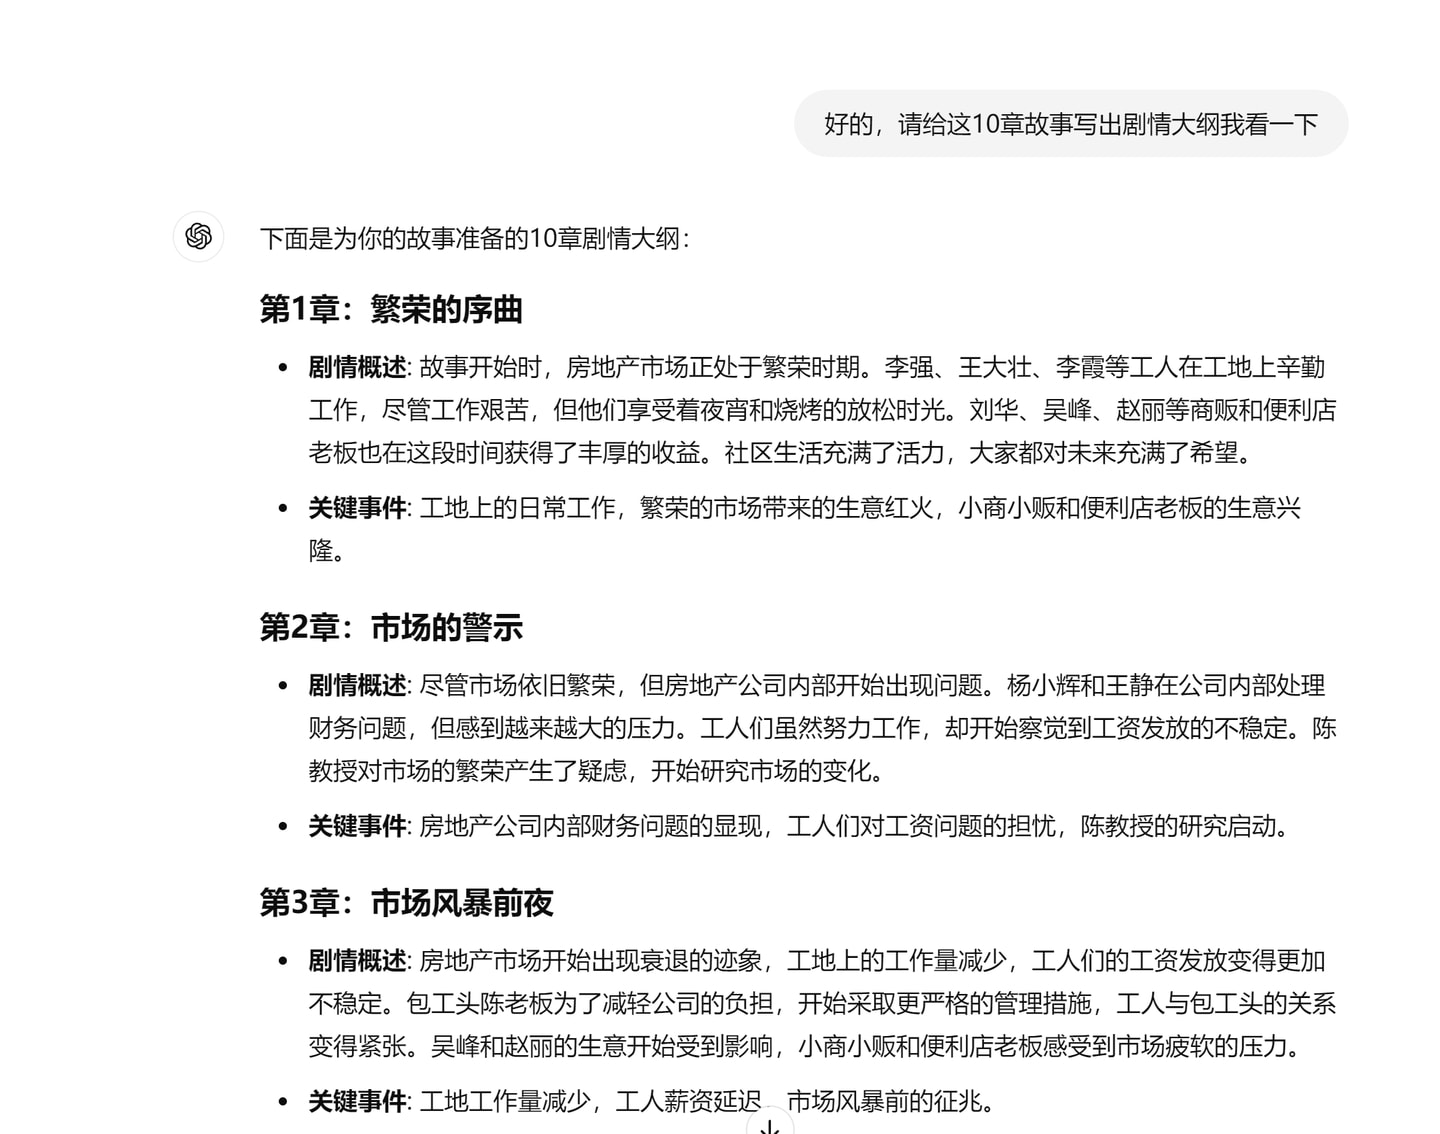 好的，请给这10章故事写出剧情大纲我看一下
下面是为你的故事准备的10章剧情大纲：
第1章：繁荣的序曲
• 剧情概述: 故事开始时，房地产市场正处于繁荣时期。李强、王大壮、李霞等工人在工地上辛勤
工作，尽管工作艰苦，但他们享受着夜宵和烧烤的放松时光。刘华、吴峰、赵丽等商贩和便利店
老板也在这段时间获得了丰厚的收益。社区生活充满了活力，大家都对未来充满了希望。
• 关键事件: 工地上的日常工作，繁荣的市场带来的生意红火，小商小贩和便利店老板的生意兴
隆。
第2章：市场的警示
• 剧情概述: 尽管市场依旧繁荣，但房地产公司内部开始出现问题。杨小辉和王静在公司内部处理
财务问题，但感到越来越大的压力。工人们虽然努力工作，却开始察觉到工资发放的不稳定。陈
教授对市场的繁荣产生了疑虑，开始研究市场的变化。
• 关键事件: 房地产公司内部财务问题的显现，工人们对工资问题的担忧，陈教授的研究启动。
第3章：市场风暴前夜
• 剧情概述: 房地产市场开始出现衰退的迹象，工地上的工作量减少，工人们的工资发放变得更加
不稳定。包工头陈老板为了减轻公司的负担，开始采取更严格的管理措施，工人与包工头的关系
变得紧张。吴峰和赵丽的生意开始受到影响，小商小贩和便利店老板感受到市场疲软的压力。
• 关键事件: 工地工作量减少，工人薪资延迟，市场风暴前的征兆。